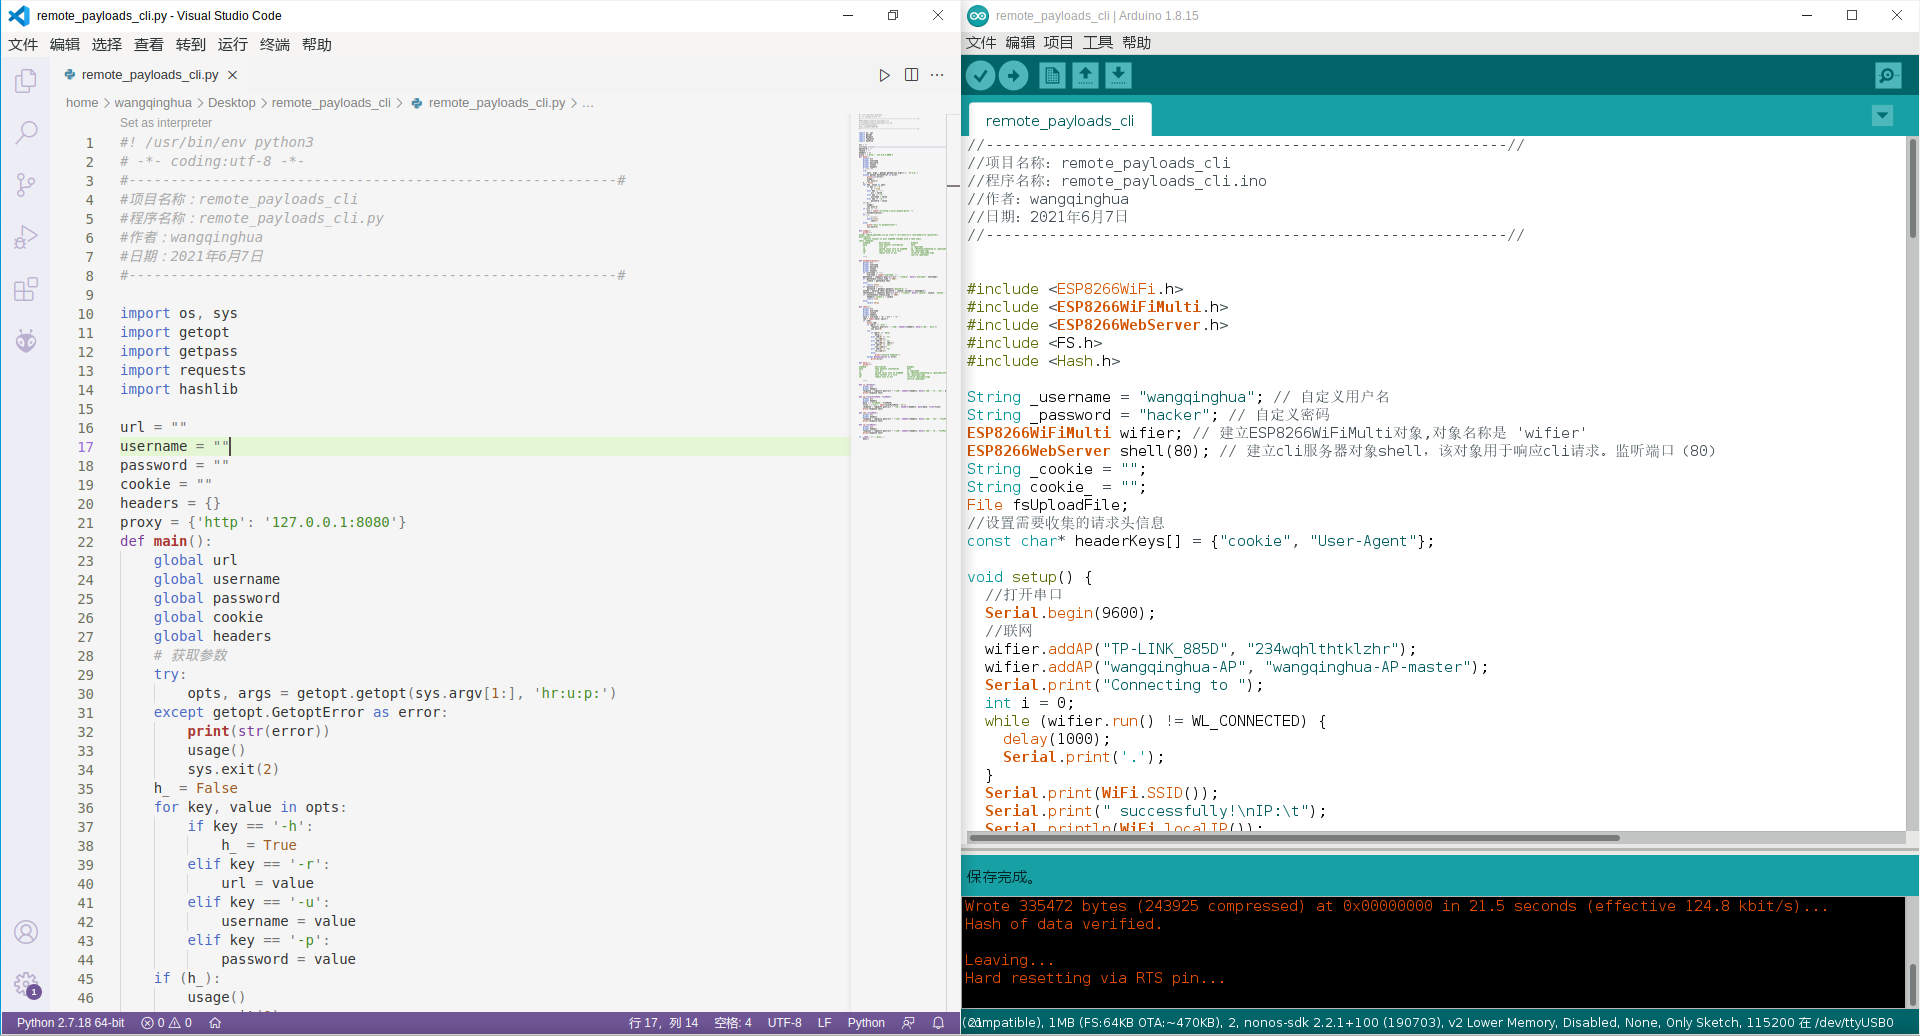 remote_payloads_cli.py - Visual Studio Code
文件 编辑 选择 查看 转到 运行 终端 帮助
remote_payloads_cli.py
home > wangqinghua > Desktop > remote_payloads_cli > remote_payloads_cli.py > ...
Set as interpreter
1 #! /usr/bin/env python3
2 # -*- coding:utf-8 -*-
3 #----------------------------------------------------------#
4 #项目名称：remote_payloads_cli
5 #程序名称：remote_payloads_cli.py
6 #作者：wangqinghua
7 #日期：2021年6月7日
8 #----------------------------------------------------------#
9
10 import os, sys
11 import getopt
12 import getpass
13 import requests
14 import hashlib
15
16 url = ""
17 username = ""
18 password = ""
19 cookie = ""
20 headers = {}
21 proxy = {'http': '127.0.0.1:8080'}
22 def main():
23 global url
24 global username
25 global password
26 global cookie
27 global headers
28 # 获取参数
29 try:
30 opts, args = getopt.getopt(sys.argv[1:], 'hr:u:p:')
31 except getopt.GetoptError as error:
32 print(str(error))
33 usage()
34 sys.exit(2)
35 h_ = False
36 for key, value in opts:
37 if key == '-h':
38 h_ = True
39 elif key == '-r':
40 url = value
41 elif key == '-u':
42 username = value
43 elif key == '-p':
44 password = value
45 if (h_):
46 usage()
1
Python 2.7.18 64-bit 0 0 行 17，列 14 空格: 4 UTF-8 LF Python
remote_payloads_cli | Arduino 1.8.15
文件 编辑 项目 工具 帮助
remote_payloads_cli
//----------------------------------------------------------//
//项目名称：remote_payloads_cli
//程序名称：remote_payloads_cli.ino
//作者：wangqinghua
//日期：2021年6月7日
//----------------------------------------------------------//
#include <ESP8266WiFi.h>
#include <ESP8266WiFiMulti.h>
#include <ESP8266WebServer.h>
#include <FS.h>
#include <Hash.h>
String _username = "wangqinghua"; // 自定义用户名
String _password = "hacker"; // 自定义密码
ESP8266WiFiMulti wifier; // 建立ESP8266WiFiMulti对象,对象名称是 'wifier'
ESP8266WebServer shell(80); // 建立cli服务器对象shell，该对象用于响应cli请求。监听端口（80）
String _cookie = "";
String cookie_ = "";
File fsUploadFile;
//设置需要收集的请求头信息
const char* headerKeys[] = {"cookie", "User-Agent"};
void setup() {
//打开串口
Serial.begin(9600);
//联网
wifier.addAP("TP-LINK_885D", "234wqhlthtklzhr");
wifier.addAP("wangqinghua-AP", "wangqinghua-AP-master");
Serial.print("Connecting to ");
int i = 0;
while (wifier.run() != WL_CONNECTED) {
delay(1000);
Serial.print('.');
}
Serial.print(WiFi.SSID());
Serial.print(" successfully!\nIP:\t");
Serial.println(WiFi.localIP());
保存完成。
Wrote 335472 bytes (243925 compressed) at 0x00000000 in 21.5 seconds (effective 124.8 kbit/s)...
Hash of data verified.
Leaving...
Hard resetting via RTS pin...
compatible), 1MB (FS:64KB OTA:~470KB), 2, nonos-sdk 2.2.1+100 (190703), v2 Lower Memory, Disabled, None, Only Sketch, 115200 在 /dev/ttyUSB0